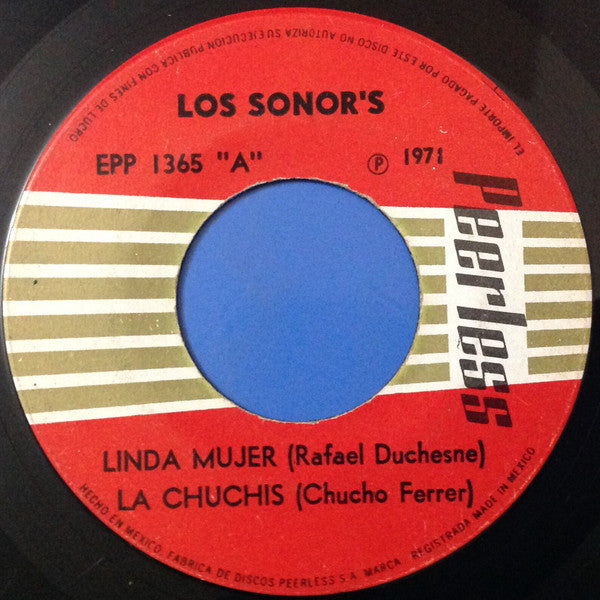 EL IMPORTE PAGADO POR ESTE DISCO NO AUTORIZA SU EJECUCION PUBLICA CON FINES DE LUCRO
LOS SONOR'S
EPP 1365 "A"
℗ 1971
peerless
LINDA MUJER (Rafael Duchesne)
LA CHUCHIS (Chucho Ferrer)
HECHO EN MEXICO, FABRICA DE DISCOS PEERLESS S.A. MARCA REGISTRADA MADE IN MEXICO